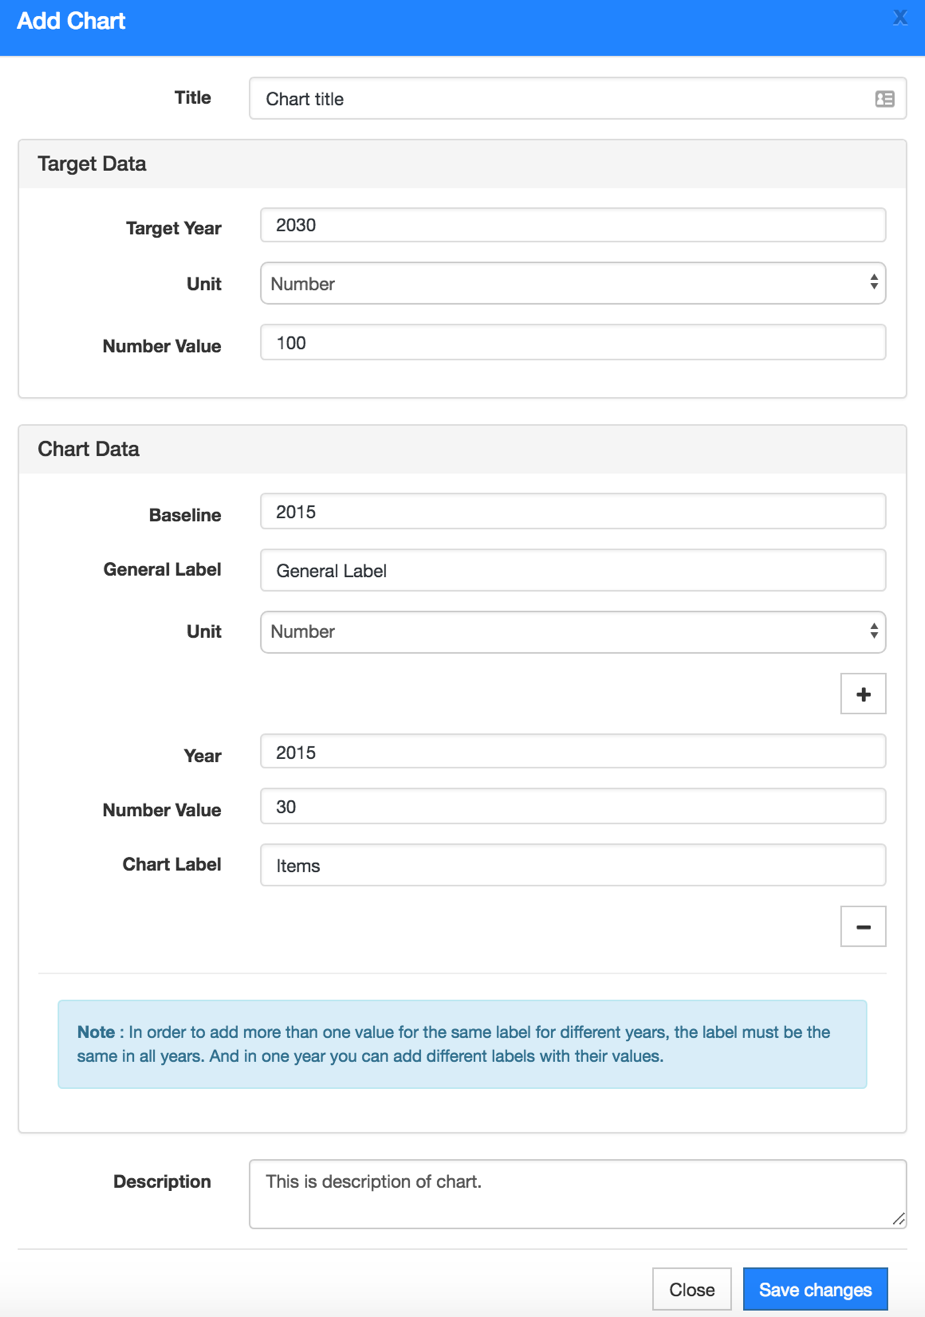 Add Chart
X
Title
Chart title
Target Data
Target Year
2030
Unit
Number
Number Value
100
Chart Data
Baseline
2015
General Label
General Label
Unit
Number
+
Year
2015
Number Value
30
Chart Label
Items
−
Note : In order to add more than one value for the same label for different years, the label must be the
same in all years. And in one year you can add different labels with their values.
Description
This is description of chart.
Close
Save changes